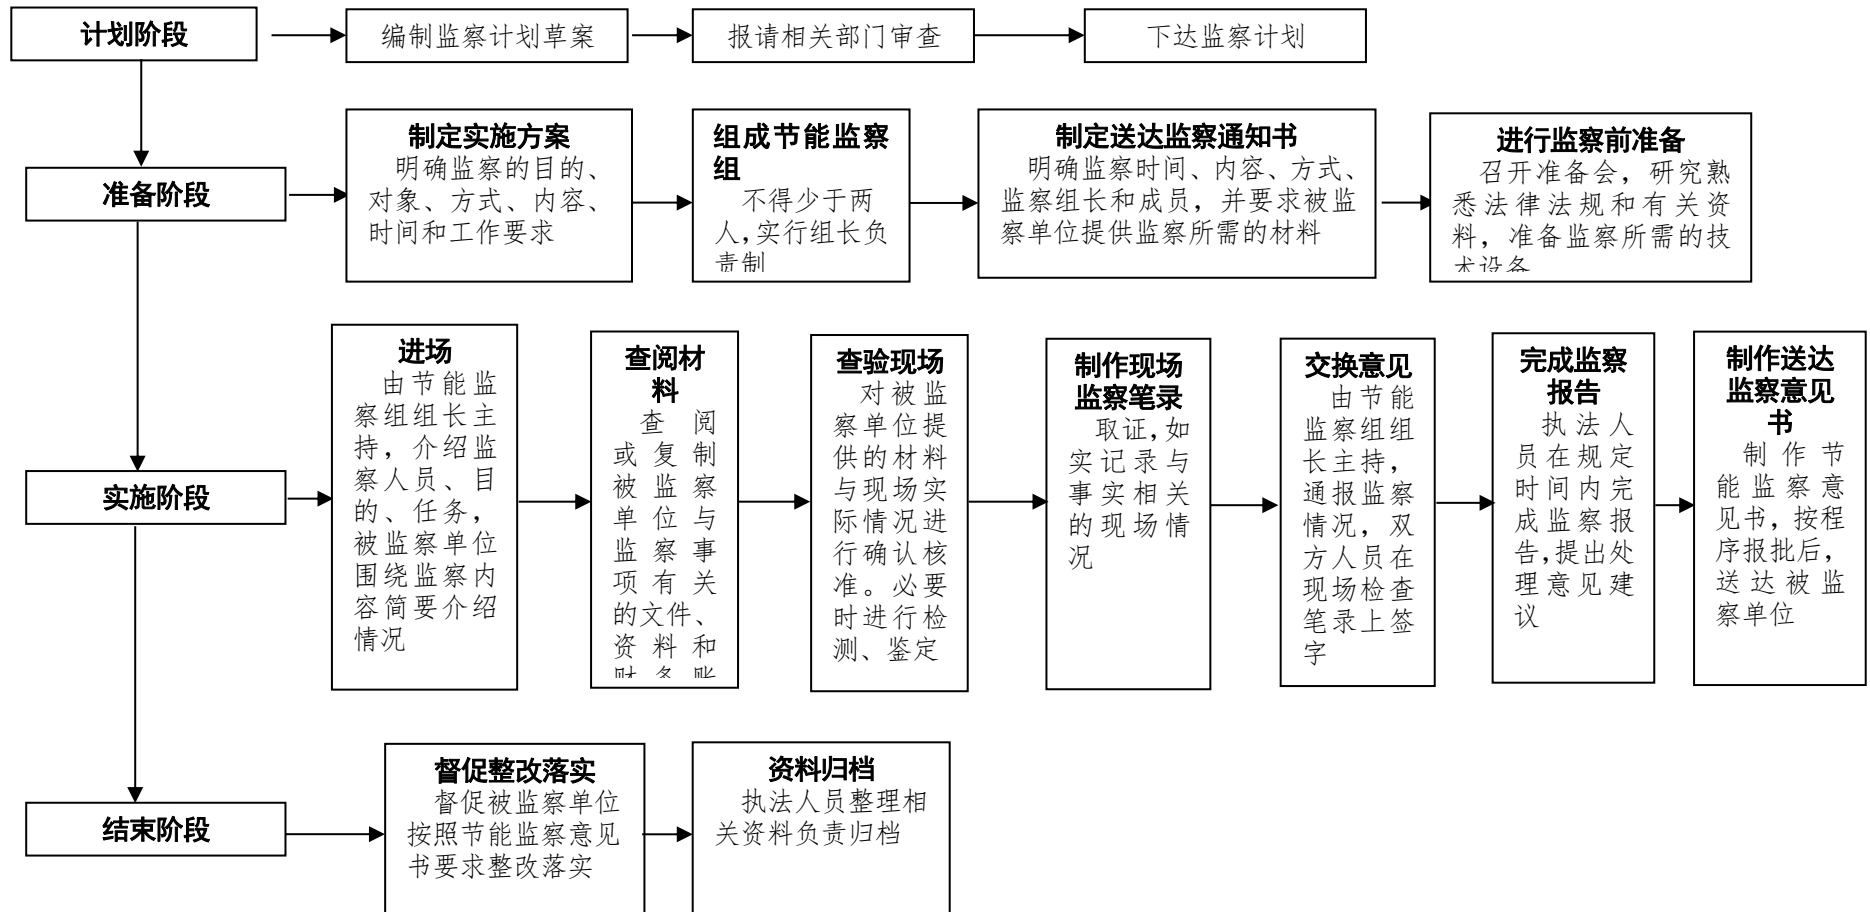 计划阶段
编制监察计划草案
报请相关部门审查
下达监察计划
准备阶段
制定实施方案
明确监察的目的、
对象、方式、内容、
时间和工作要求
组成节能监察
组
不得少于两
人,实行组长负
责制
制定送达监察通知书
明确监察时间、内容、方式、
监察组长和成员，并要求被监
察单位提供监察所需的材料
进行监察前准备
召开准备会，研究熟
悉法律法规和有关资
料，准备监察所需的技
术设备
实施阶段
进场
由节能监
察组组长主
持，介绍监
察人员、目
的、任务，
被监察单位
围绕监察内
容简要介绍
情况
查阅材
料
查阅
或复制
被监察
单位与
监察事
项有关
的文件、
资料和
财务账
查验现场
对被监
察单位提
供的材料
与现场实
际情况进
行确认核
准。必要
时进行检
测、鉴定
制作现场
监察笔录
取证,如
实记录与
事实相关
的现场情
况
交换意见
由节能
监察组组
长主持，
通报监察
情况，双
方人员在
现场检查
笔录上签
字
完成监察
报告
执法人
员在规定
时间内完
成监察报
告,提出处
理意见建
议
制作送达
监察意见
书
制作节
能监察意
见书，按程
序报批后，
送达被监
察单位
结束阶段
督促整改落实
督促被监察单位
按照节能监察意见
书要求整改落实
资料归档
执法人员整理相
关资料负责归档